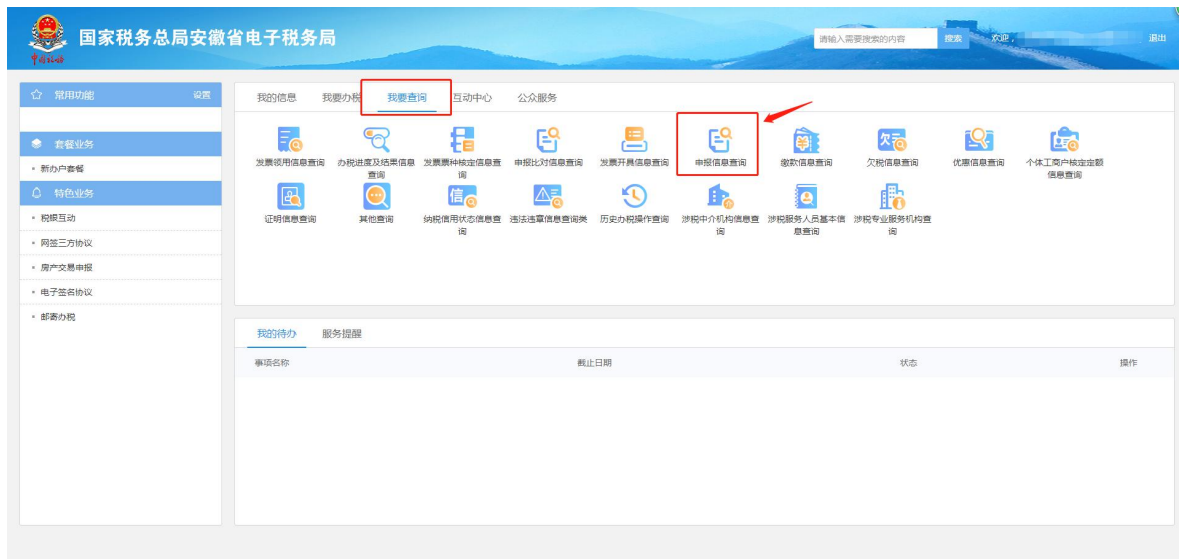 国家税务总局安徽省电子税务局
请输入需要搜索的内容 搜索 欢迎, 退出
中国税务
常用功能 设置
套餐业务
新办户套餐
特色业务
税银互动
网签三方协议
房产交易申报
电子签名协议
邮寄办税
我的信息 我要办税 我要查询 互动中心 公众服务
发票领用信息查询 办税进度及结果信息 发票票种核定信息查 申报比对信息查询 发票开具信息查询 申报信息查询 缴款信息查询 欠税信息查询 优惠信息查询 个体工商户核定定额
查询 询 信息查询
证明信息查询 其他查询 纳税信用状态信息查 违法违章信息查询类 历史办税操作查询 涉税中介机构信息查 涉税服务人员基本信 涉税专业服务机构查
询 询 息查询 询
我的待办 服务提醒
事项名称 截止日期 状态 操作